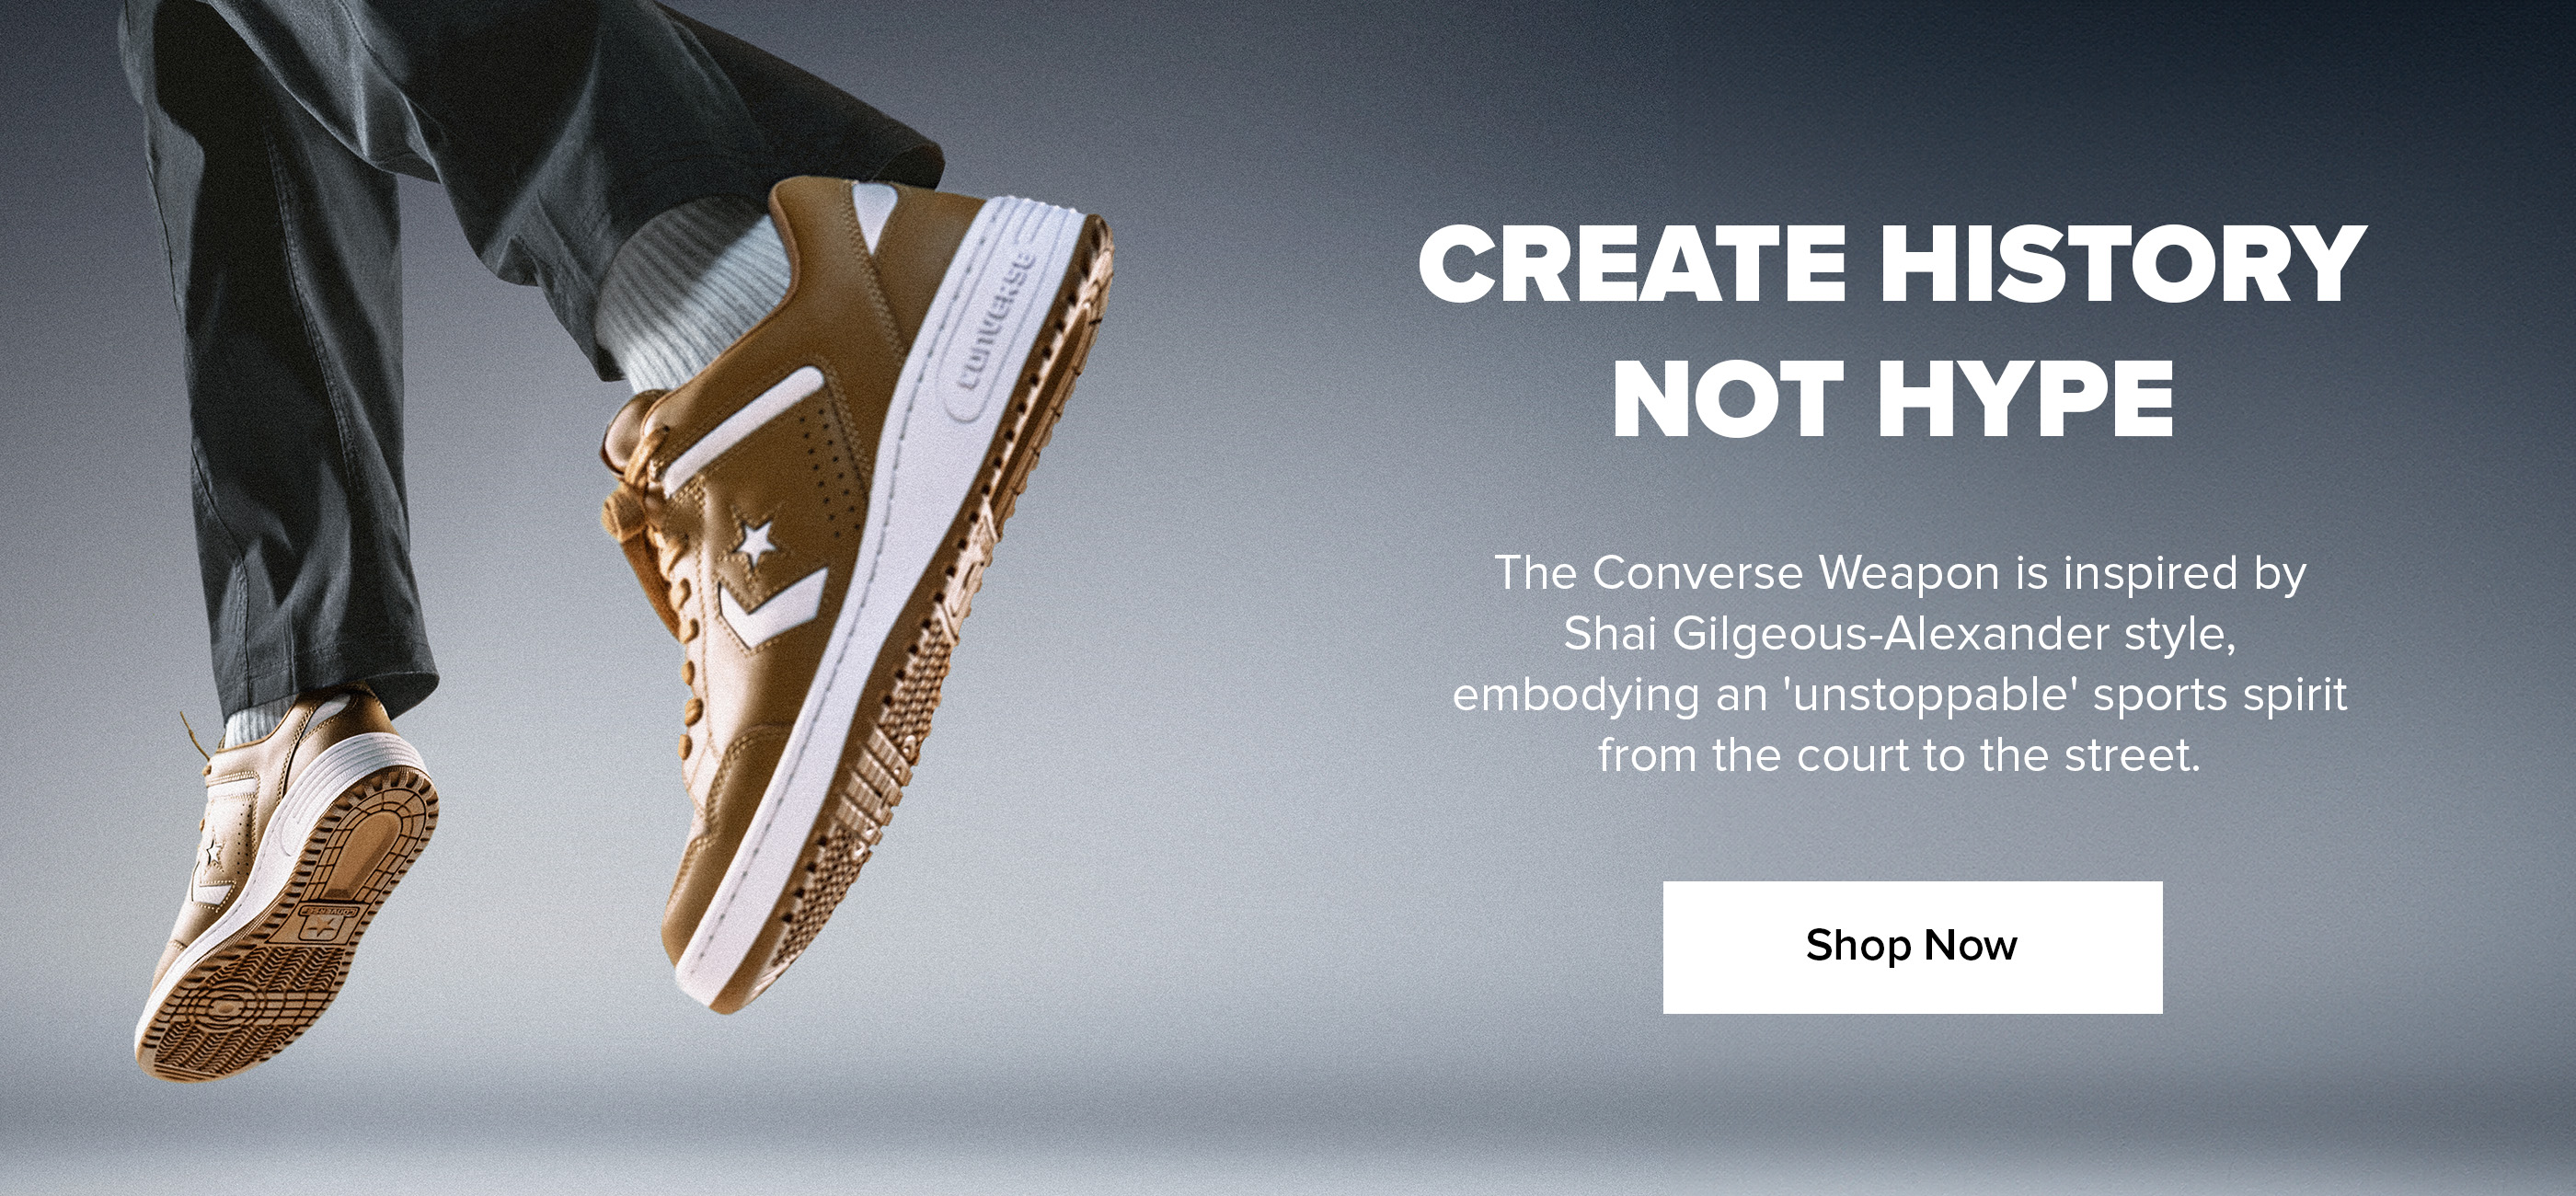 CREATE HISTORY
NOT HYPE
The Converse Weapon is inspired by
Shai Gilgeous-Alexander style,
embodying an 'unstoppable' sports spirit
from the court to the street.
Shop Now
CONVERSE
CONVERSE